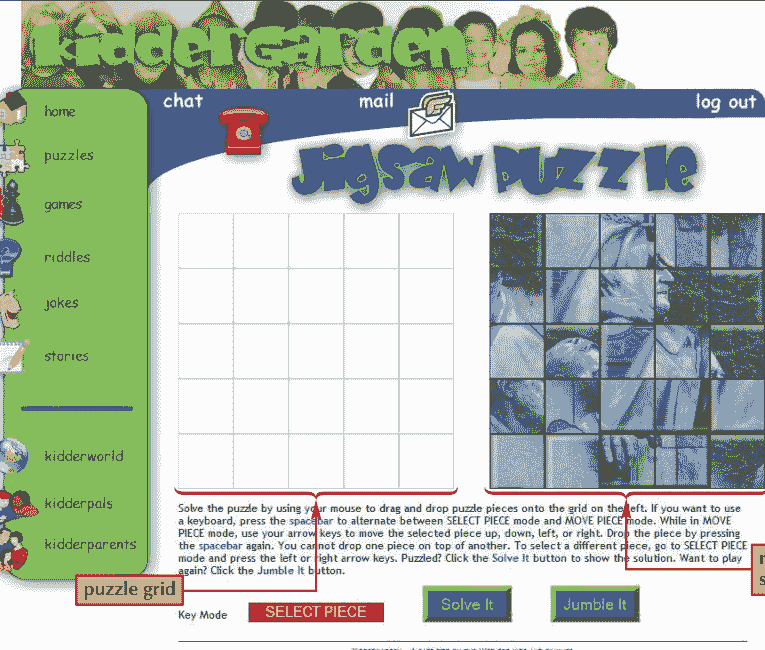 kiddergarden
chat mail log out
home
puzzles
games
riddles
jokes
stories
kidderworld
kidderpals
kidderparents
Jigsaw puzzle
Solve the puzzle by using your mouse to drag and drop puzzle pieces onto the grid on the left. If you want to use
a keyboard, press the spacebar to alternate between SELECT PIECE mode and MOVE PIECE mode. While in MOVE
PIECE mode, use your arrow keys to move the selected piece up, down, left, or right. Drop the piece by pressing
the spacebar again. You cannot drop one piece on top of another. To select a different piece, go to SELECT PIECE
mode and press the left or right arrow keys. Puzzled? Click the Solve It button to show the solution. Want to play
again? Click the Jumble It button.
puzzle grid
Key Mode SELECT PIECE Solve It Jumble It